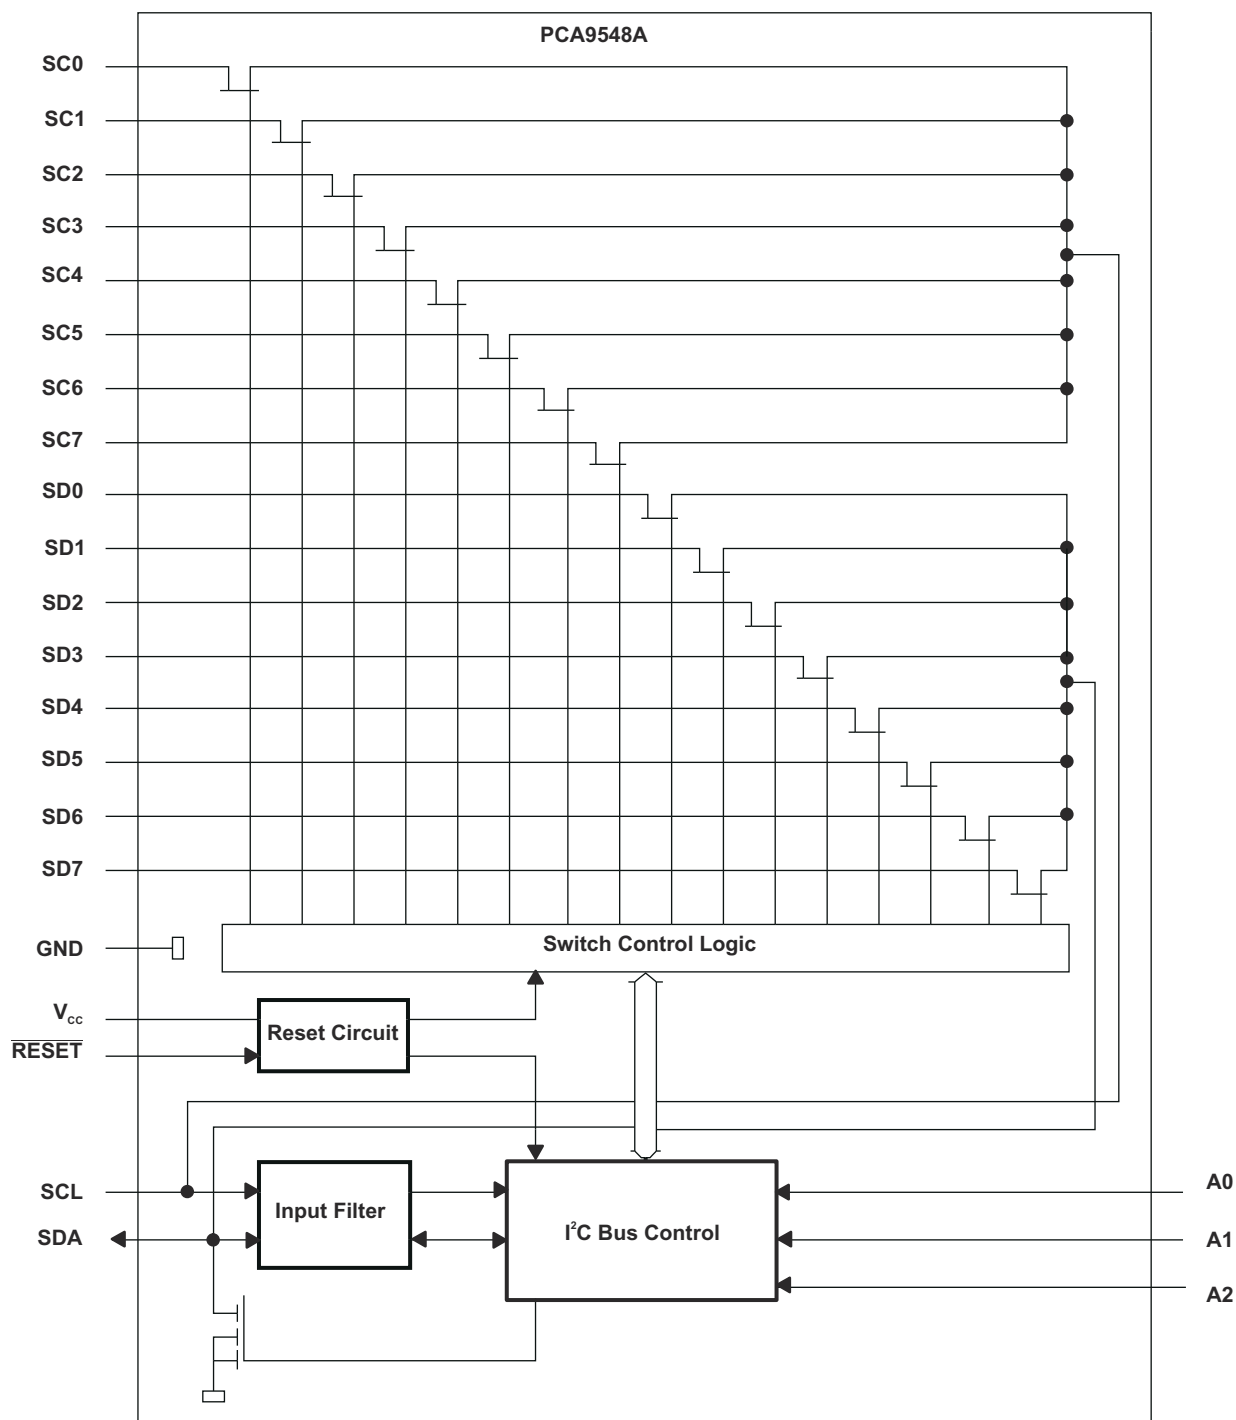 PCA9548A
SC0
SC1
SC2
SC3
SC4
SC5
SC6
SC7
SD0
SD1
SD2
SD3
SD4
SD5
SD6
SD7
GND
Switch Control Logic
Vcc
Reset Circuit
RESET
SCL
Input Filter
SDA
I²C Bus Control
A0
A1
A2